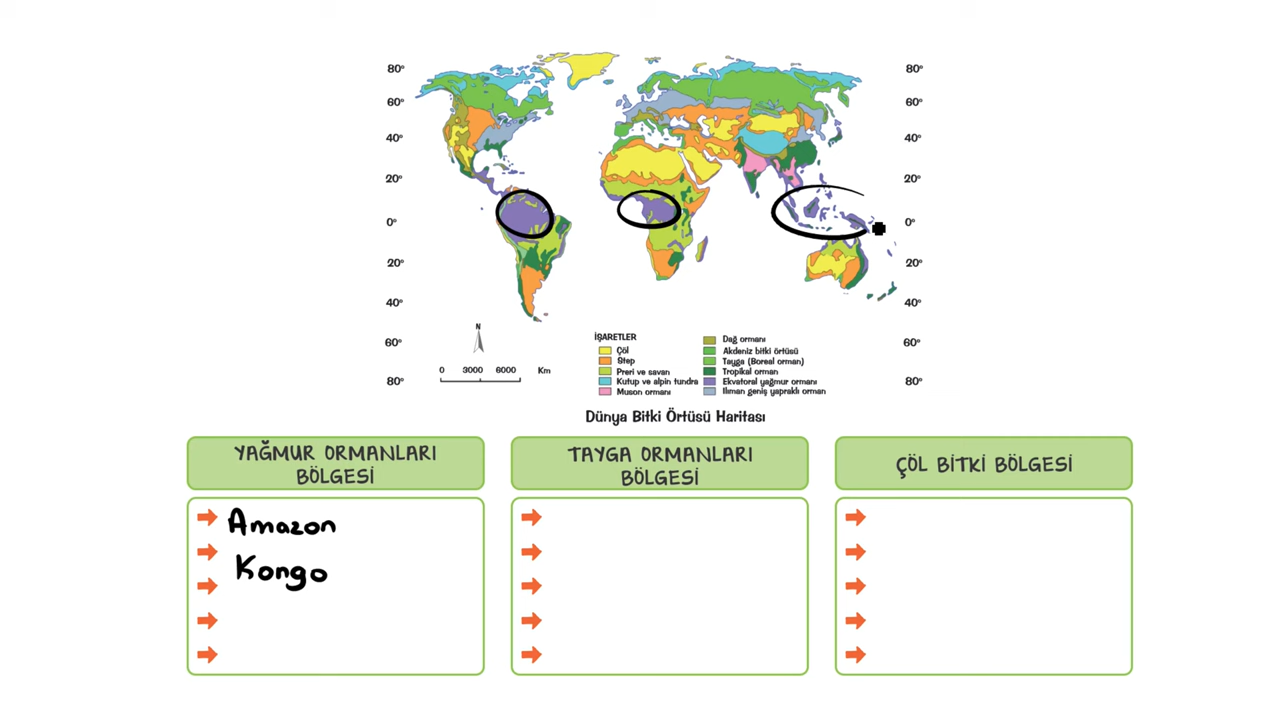 80° 80°
60° 60°
40° 40°
20° 20°
0° 0°
20° 20°
40° 40°
60° 60°
80° 80°
N
0 3000 6000 Km
İŞARETLER
Çöl
Step
Preri ve savan
Kutup ve alpin tundra
Muson ormanı
Dağ ormanı
Akdeniz bitki örtüsü
Tayga (Boreal orman)
Tropikal orman
Ekvatoral yağmur ormanı
Ilıman geniş yapraklı orman
Dünya Bitki Örtüsü Haritası
YAĞMUR ORMANLARI
BÖLGESİ
Amazon
Kongo
TAYGA ORMANLARI
BÖLGESİ
ÇÖL BİTKİ BÖLGESİ